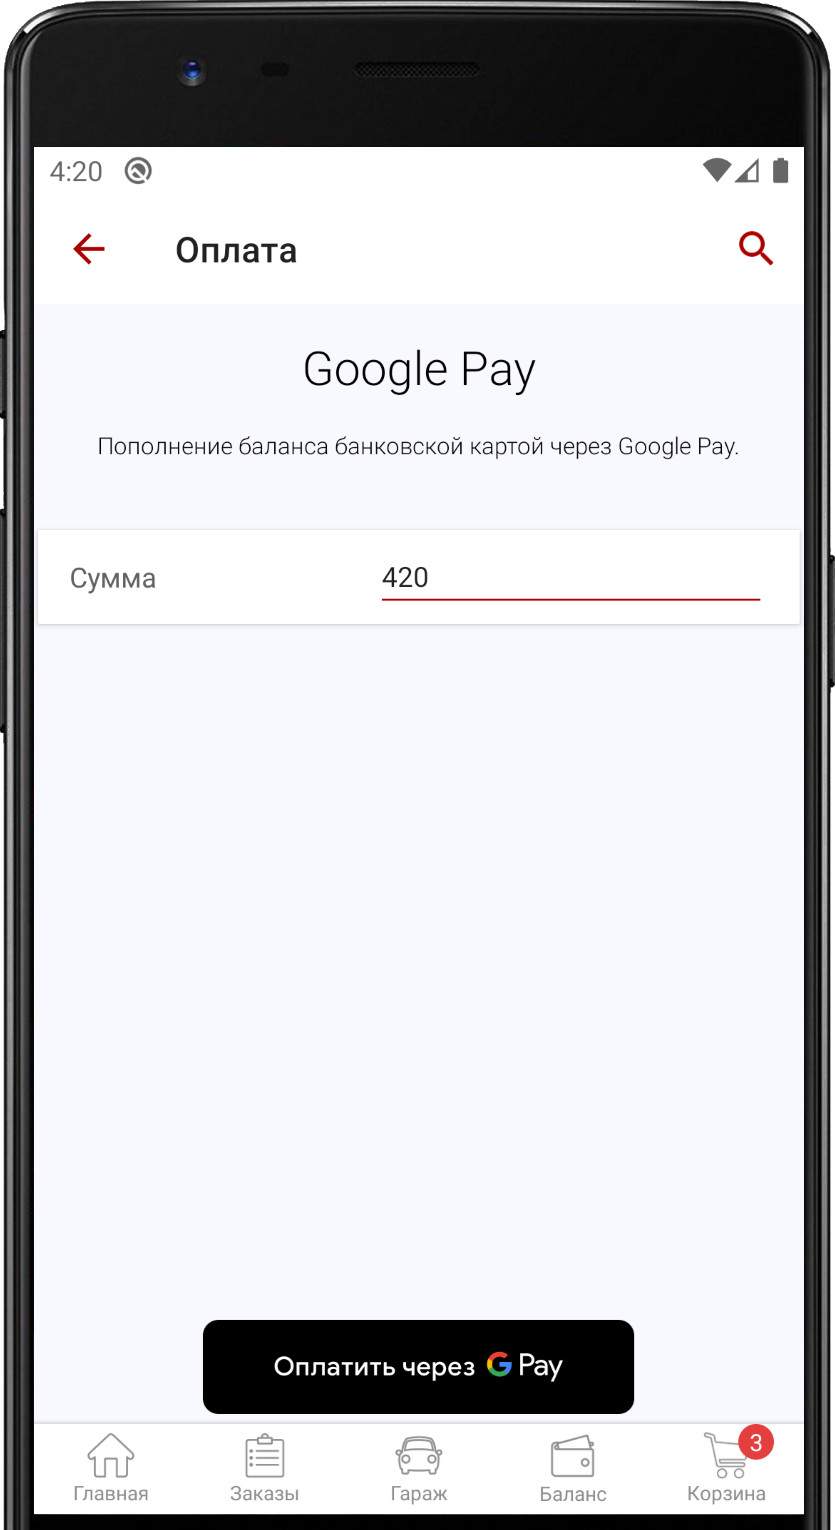 4:20
Оплата
Google Pay
Пополнение баланса банковской картой через Google Pay.
Сумма 420
Оплатить через G Pay
3
Главная Заказы Гараж Баланс Корзина